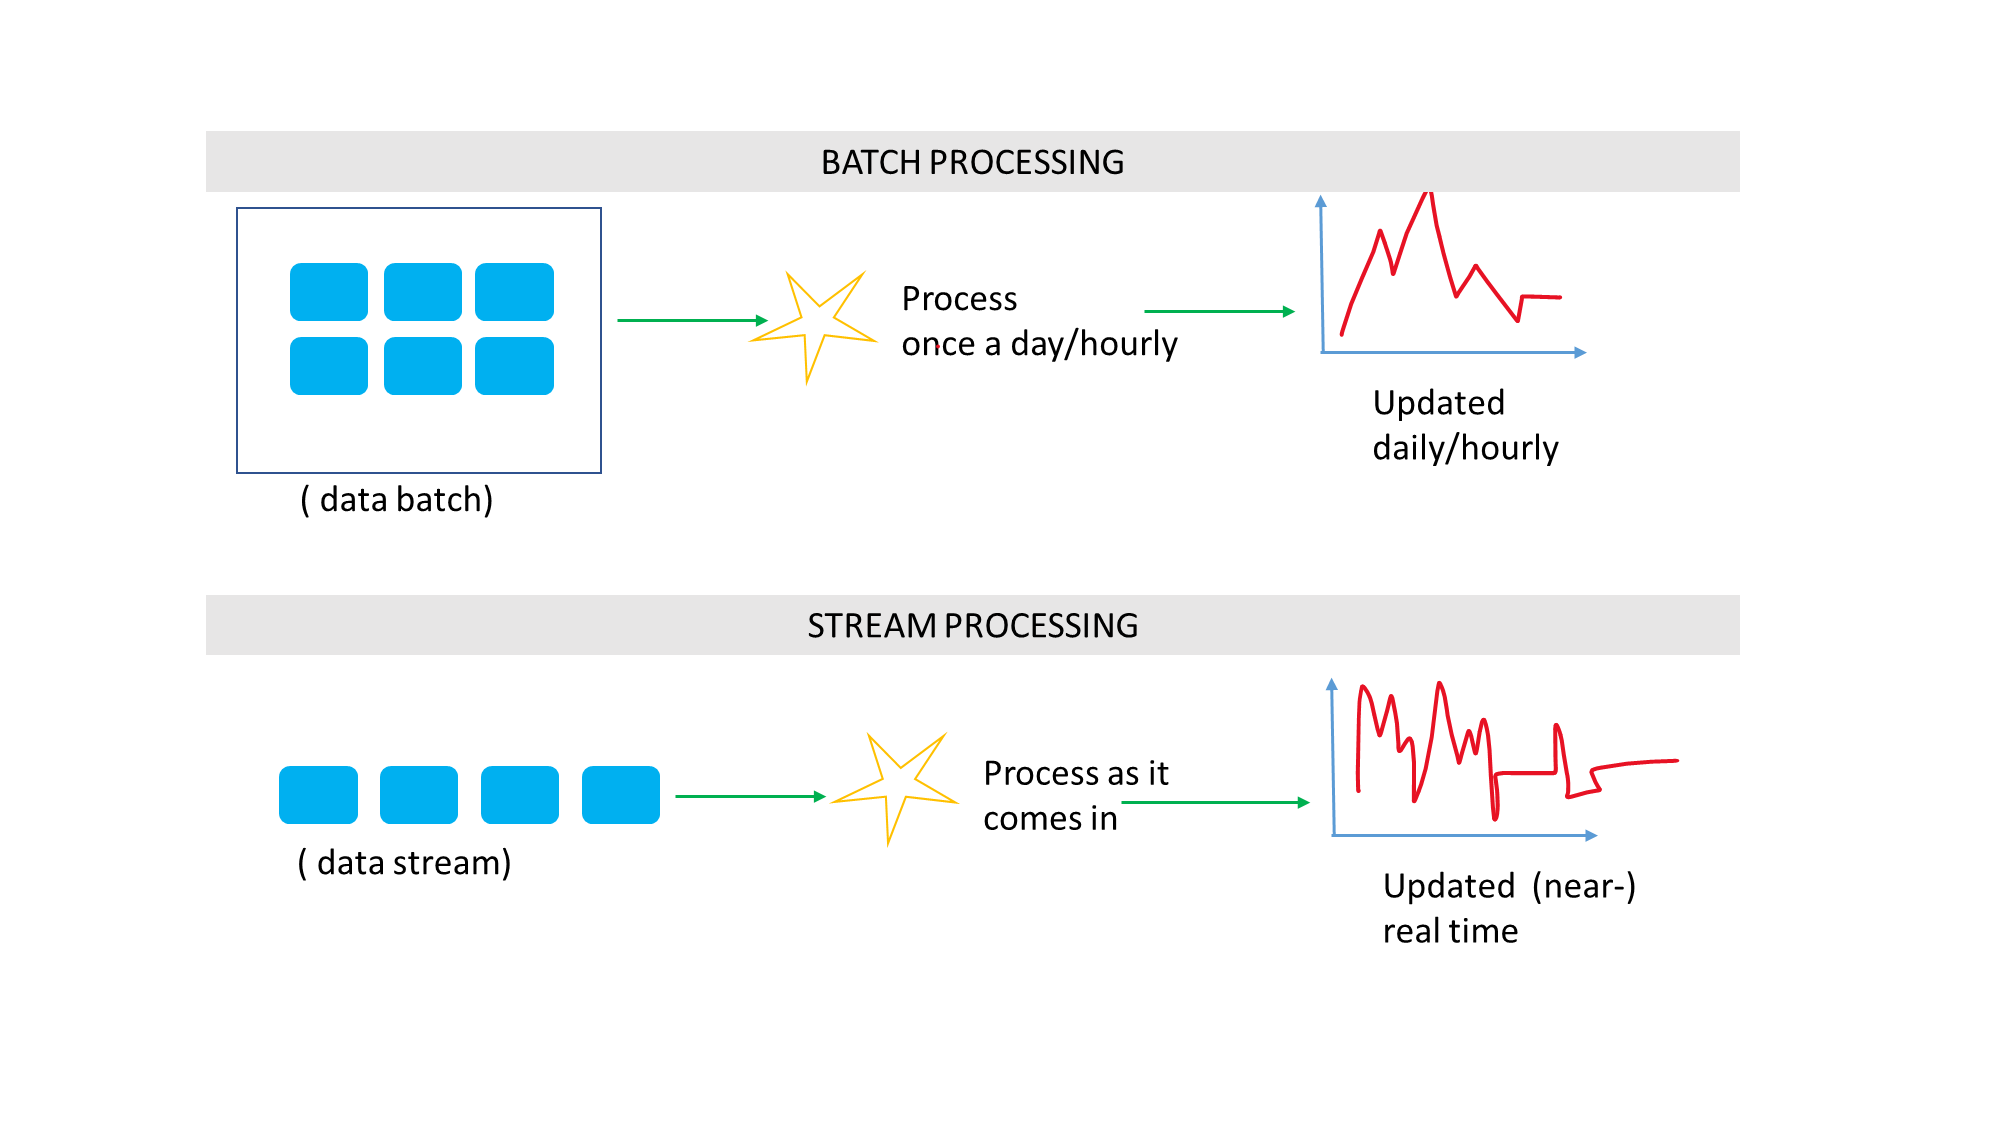 BATCH PROCESSING
Process
once a day/hourly
Updated
daily/hourly
( data batch)
STREAM PROCESSING
Process as it
comes in
( data stream)
Updated  (near-)
real time